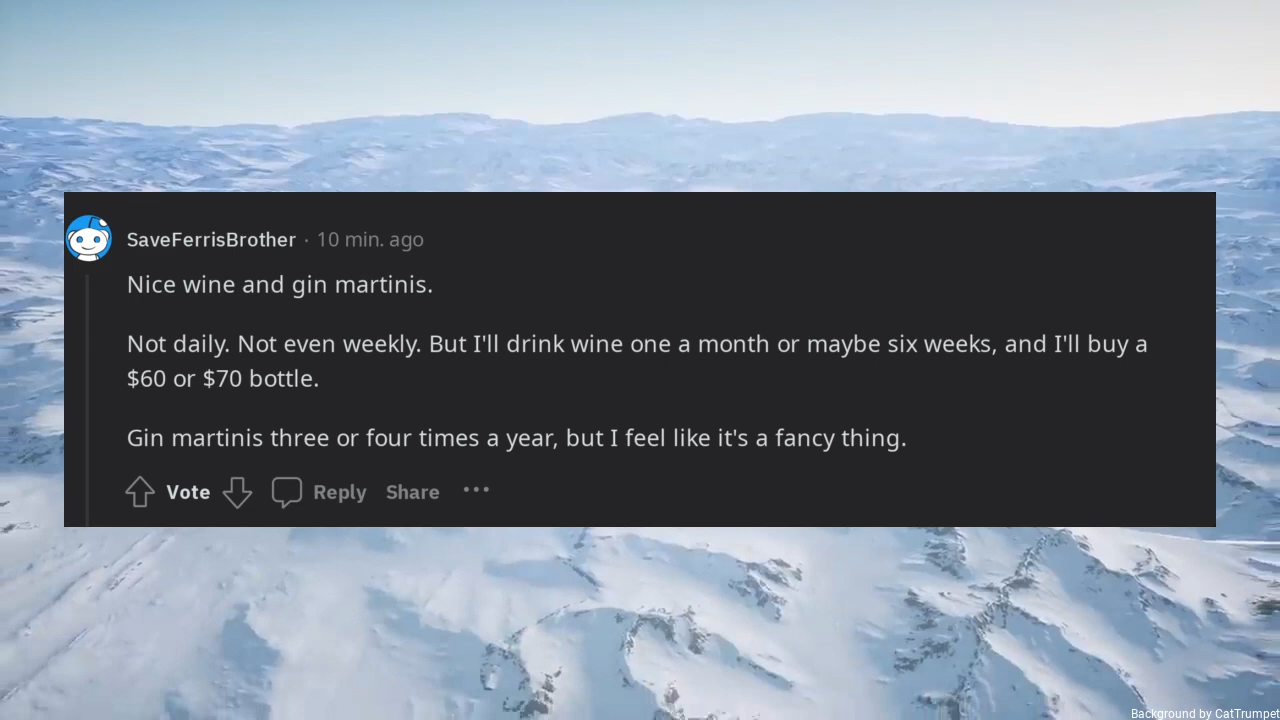 SaveFerrisBrother · 10 min. ago
Nice wine and gin martinis.
Not daily. Not even weekly. But I'll drink wine one a month or maybe six weeks, and I'll buy a
$60 or $70 bottle.
Gin martinis three or four times a year, but I feel like it's a fancy thing.
Vote Reply Share •••
Background by CatTrumpet